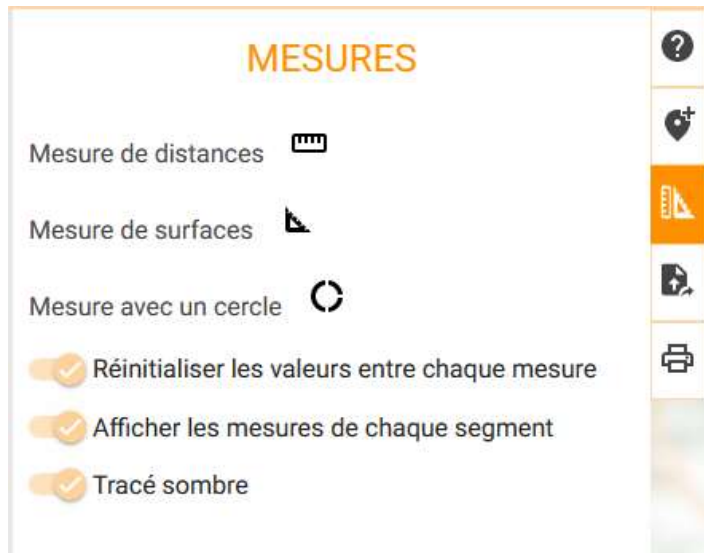 MESURES
Mesure de distances
Mesure de surfaces
Mesure avec un cercle
Réinitialiser les valeurs entre chaque mesure
Afficher les mesures de chaque segment
Tracé sombre